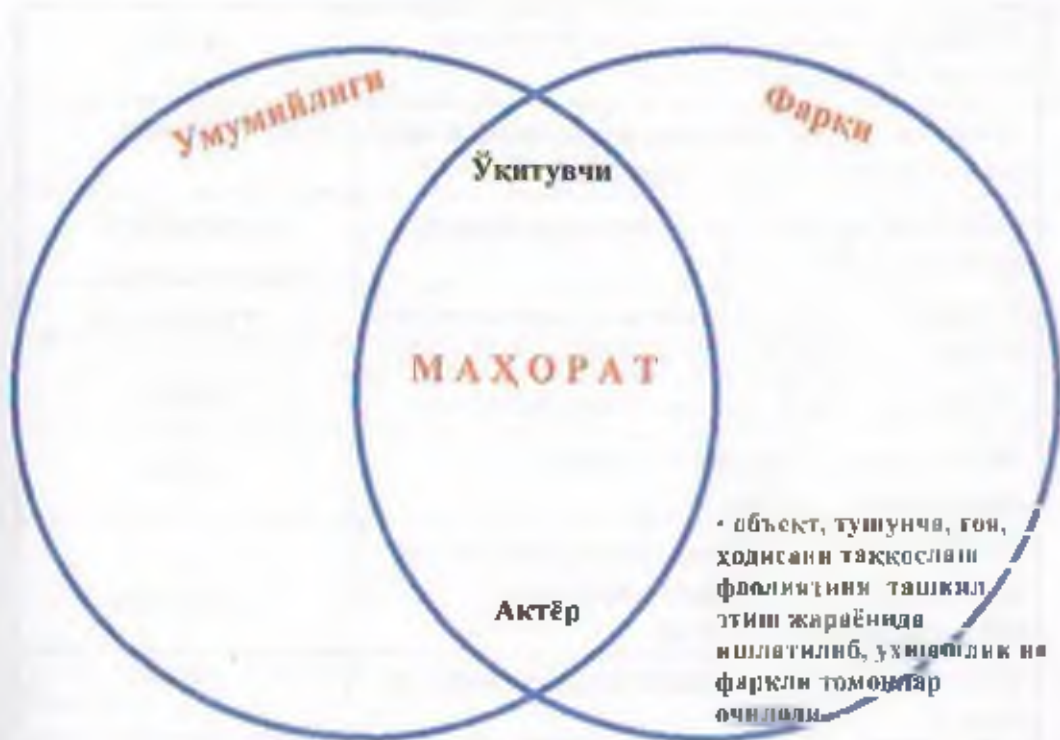 Умумийлиги
Фарқи
Ўқитувчи
МАҲОРАТ
Актёр
• объект, тушунча, ғоя,
ҳодисани таққослаш
фаолиятини ташкил
этиш жараёнида
ишлатилиб, ухшашлик ва
фаркли томонлар
очилади